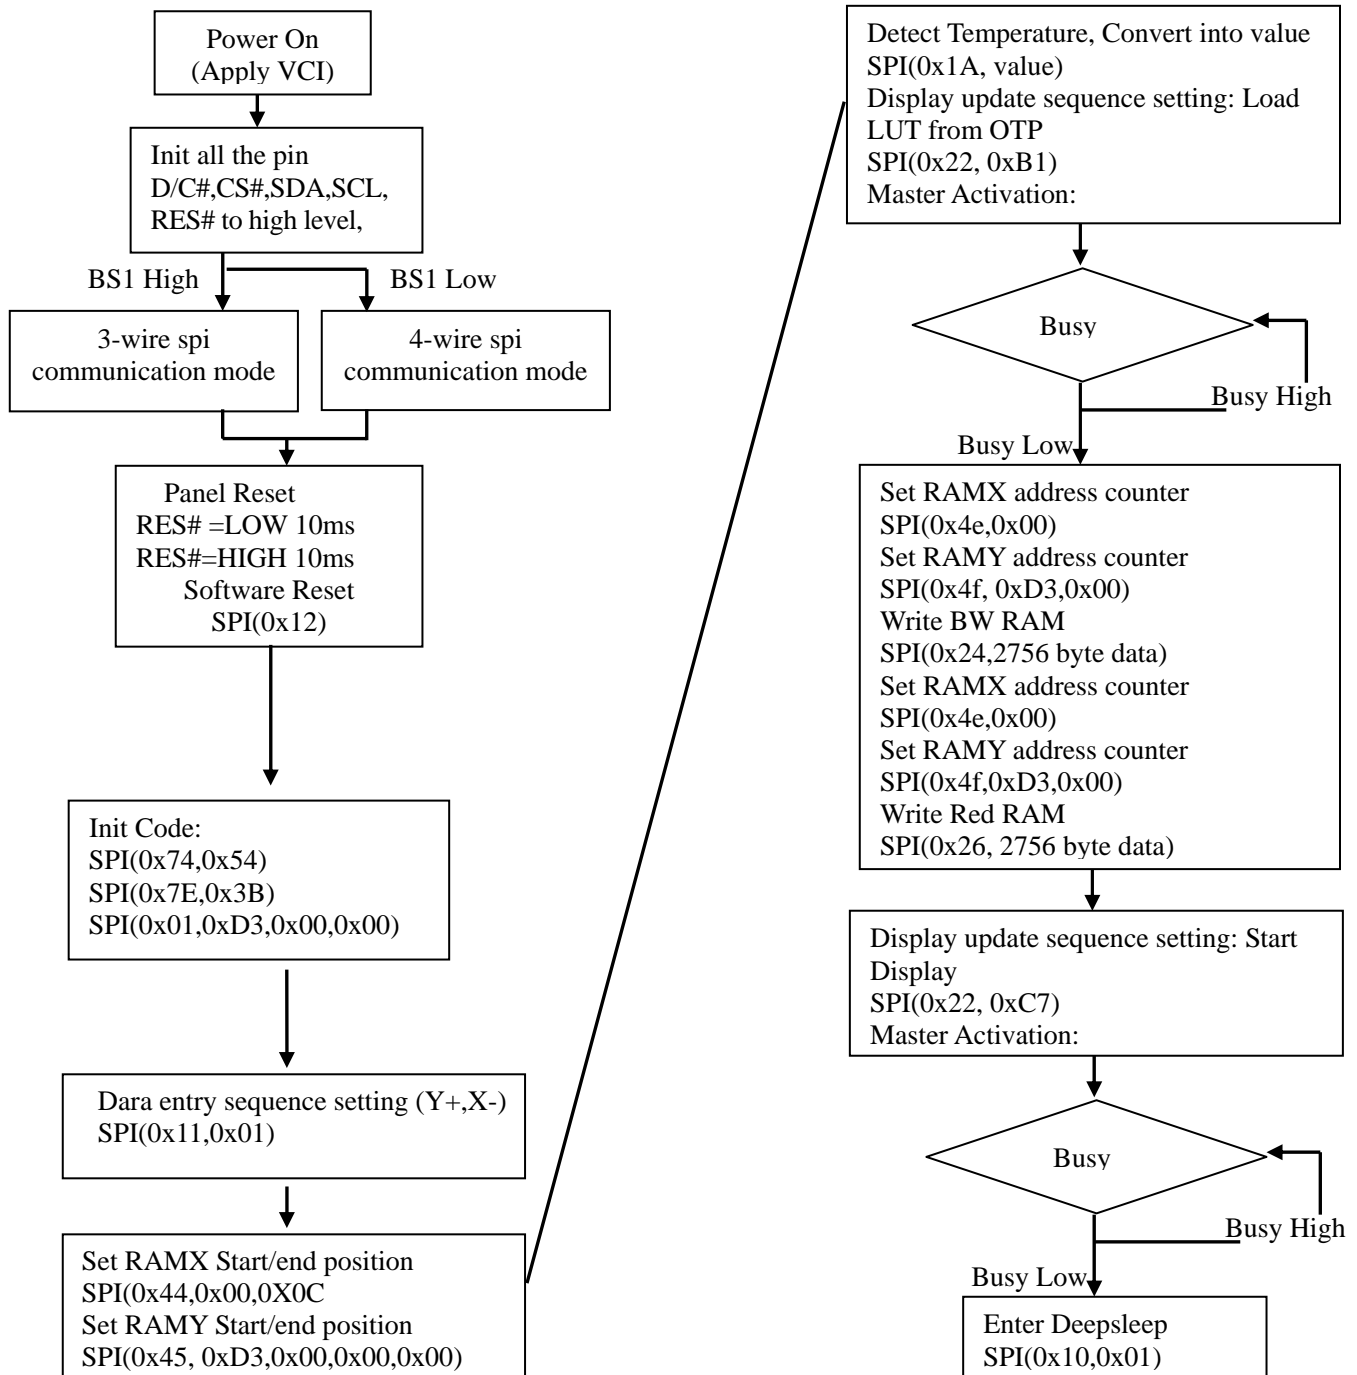 Power On
(Apply VCI)
Init all the pin
D/C#,CS#,SDA,SCL,
RES# to high level,
BS1 High
BS1 Low
3-wire spi
communication mode
4-wire spi
communication mode
Panel Reset
RES# =LOW 10ms
RES#=HIGH 10ms
Software Reset
SPI(0x12)
Init Code:
SPI(0x74,0x54)
SPI(0x7E,0x3B)
SPI(0x01,0xD3,0x00,0x00)
Dara entry sequence setting (Y+,X-)
SPI(0x11,0x01)
Set RAMX Start/end position
SPI(0x44,0x00,0X0C
Set RAMY Start/end position
SPI(0x45, 0xD3,0x00,0x00,0x00)
Detect Temperature, Convert into value
SPI(0x1A, value)
Display update sequence setting: Load
LUT from OTP
SPI(0x22, 0xB1)
Master Activation:
Busy
Busy High
Busy Low
Set RAMX address counter
SPI(0x4e,0x00)
Set RAMY address counter
SPI(0x4f, 0xD3,0x00)
Write BW RAM
SPI(0x24,2756 byte data)
Set RAMX address counter
SPI(0x4e,0x00)
Set RAMY address counter
SPI(0x4f,0xD3,0x00)
Write Red RAM
SPI(0x26, 2756 byte data)
Display update sequence setting: Start
Display
SPI(0x22, 0xC7)
Master Activation:
Busy
Busy High
Busy Low
Enter Deepsleep
SPI(0x10,0x01)